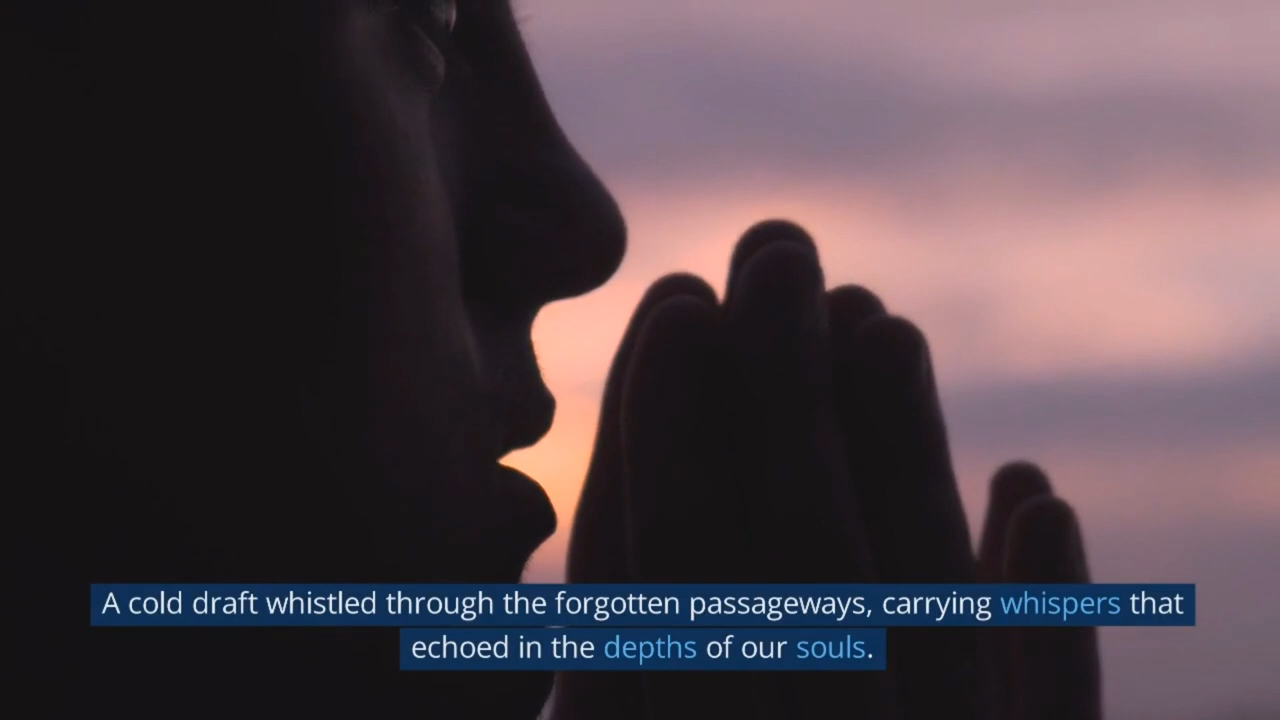 A cold draft whistled through the forgotten passageways, carrying whispers that
echoed in the depths of our souls.